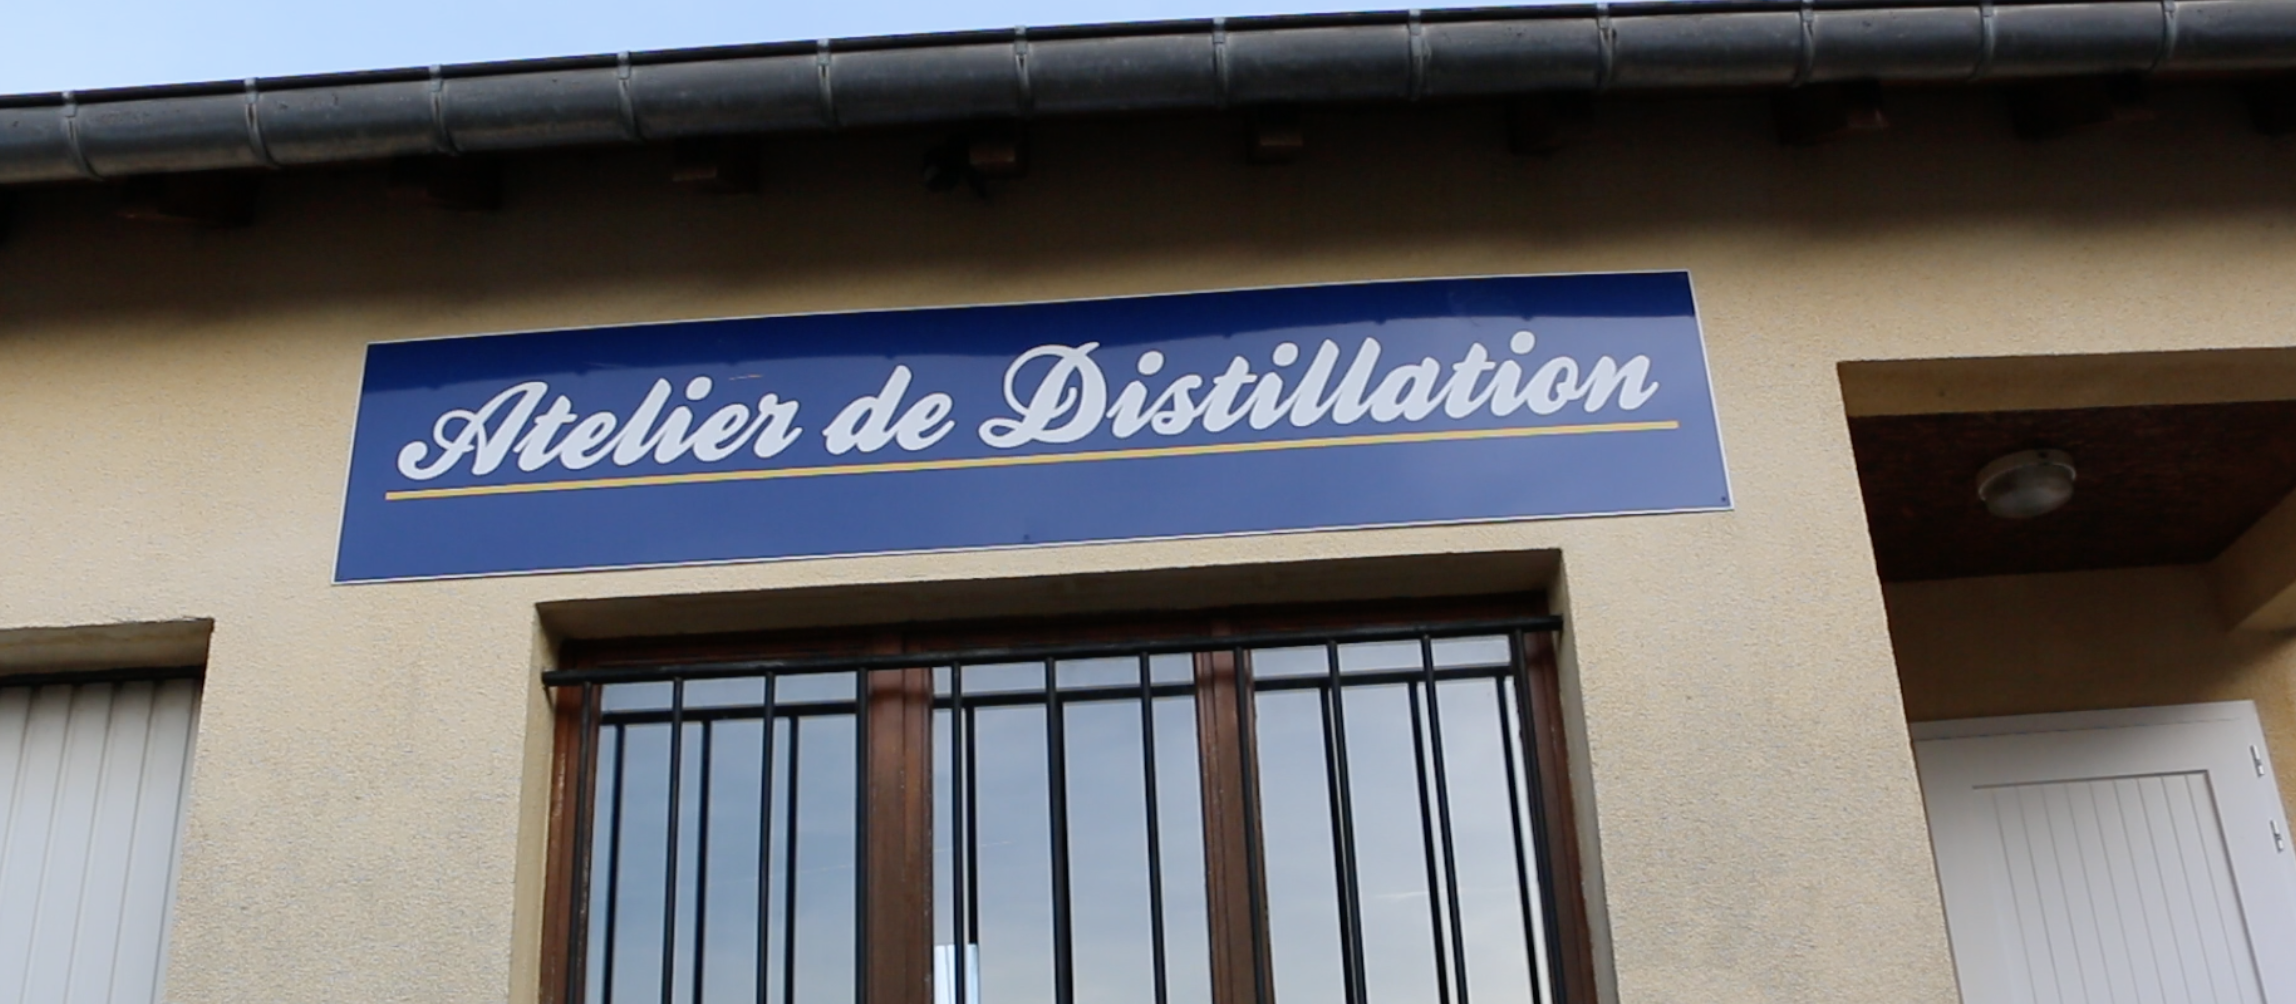 Atelier de Distillation